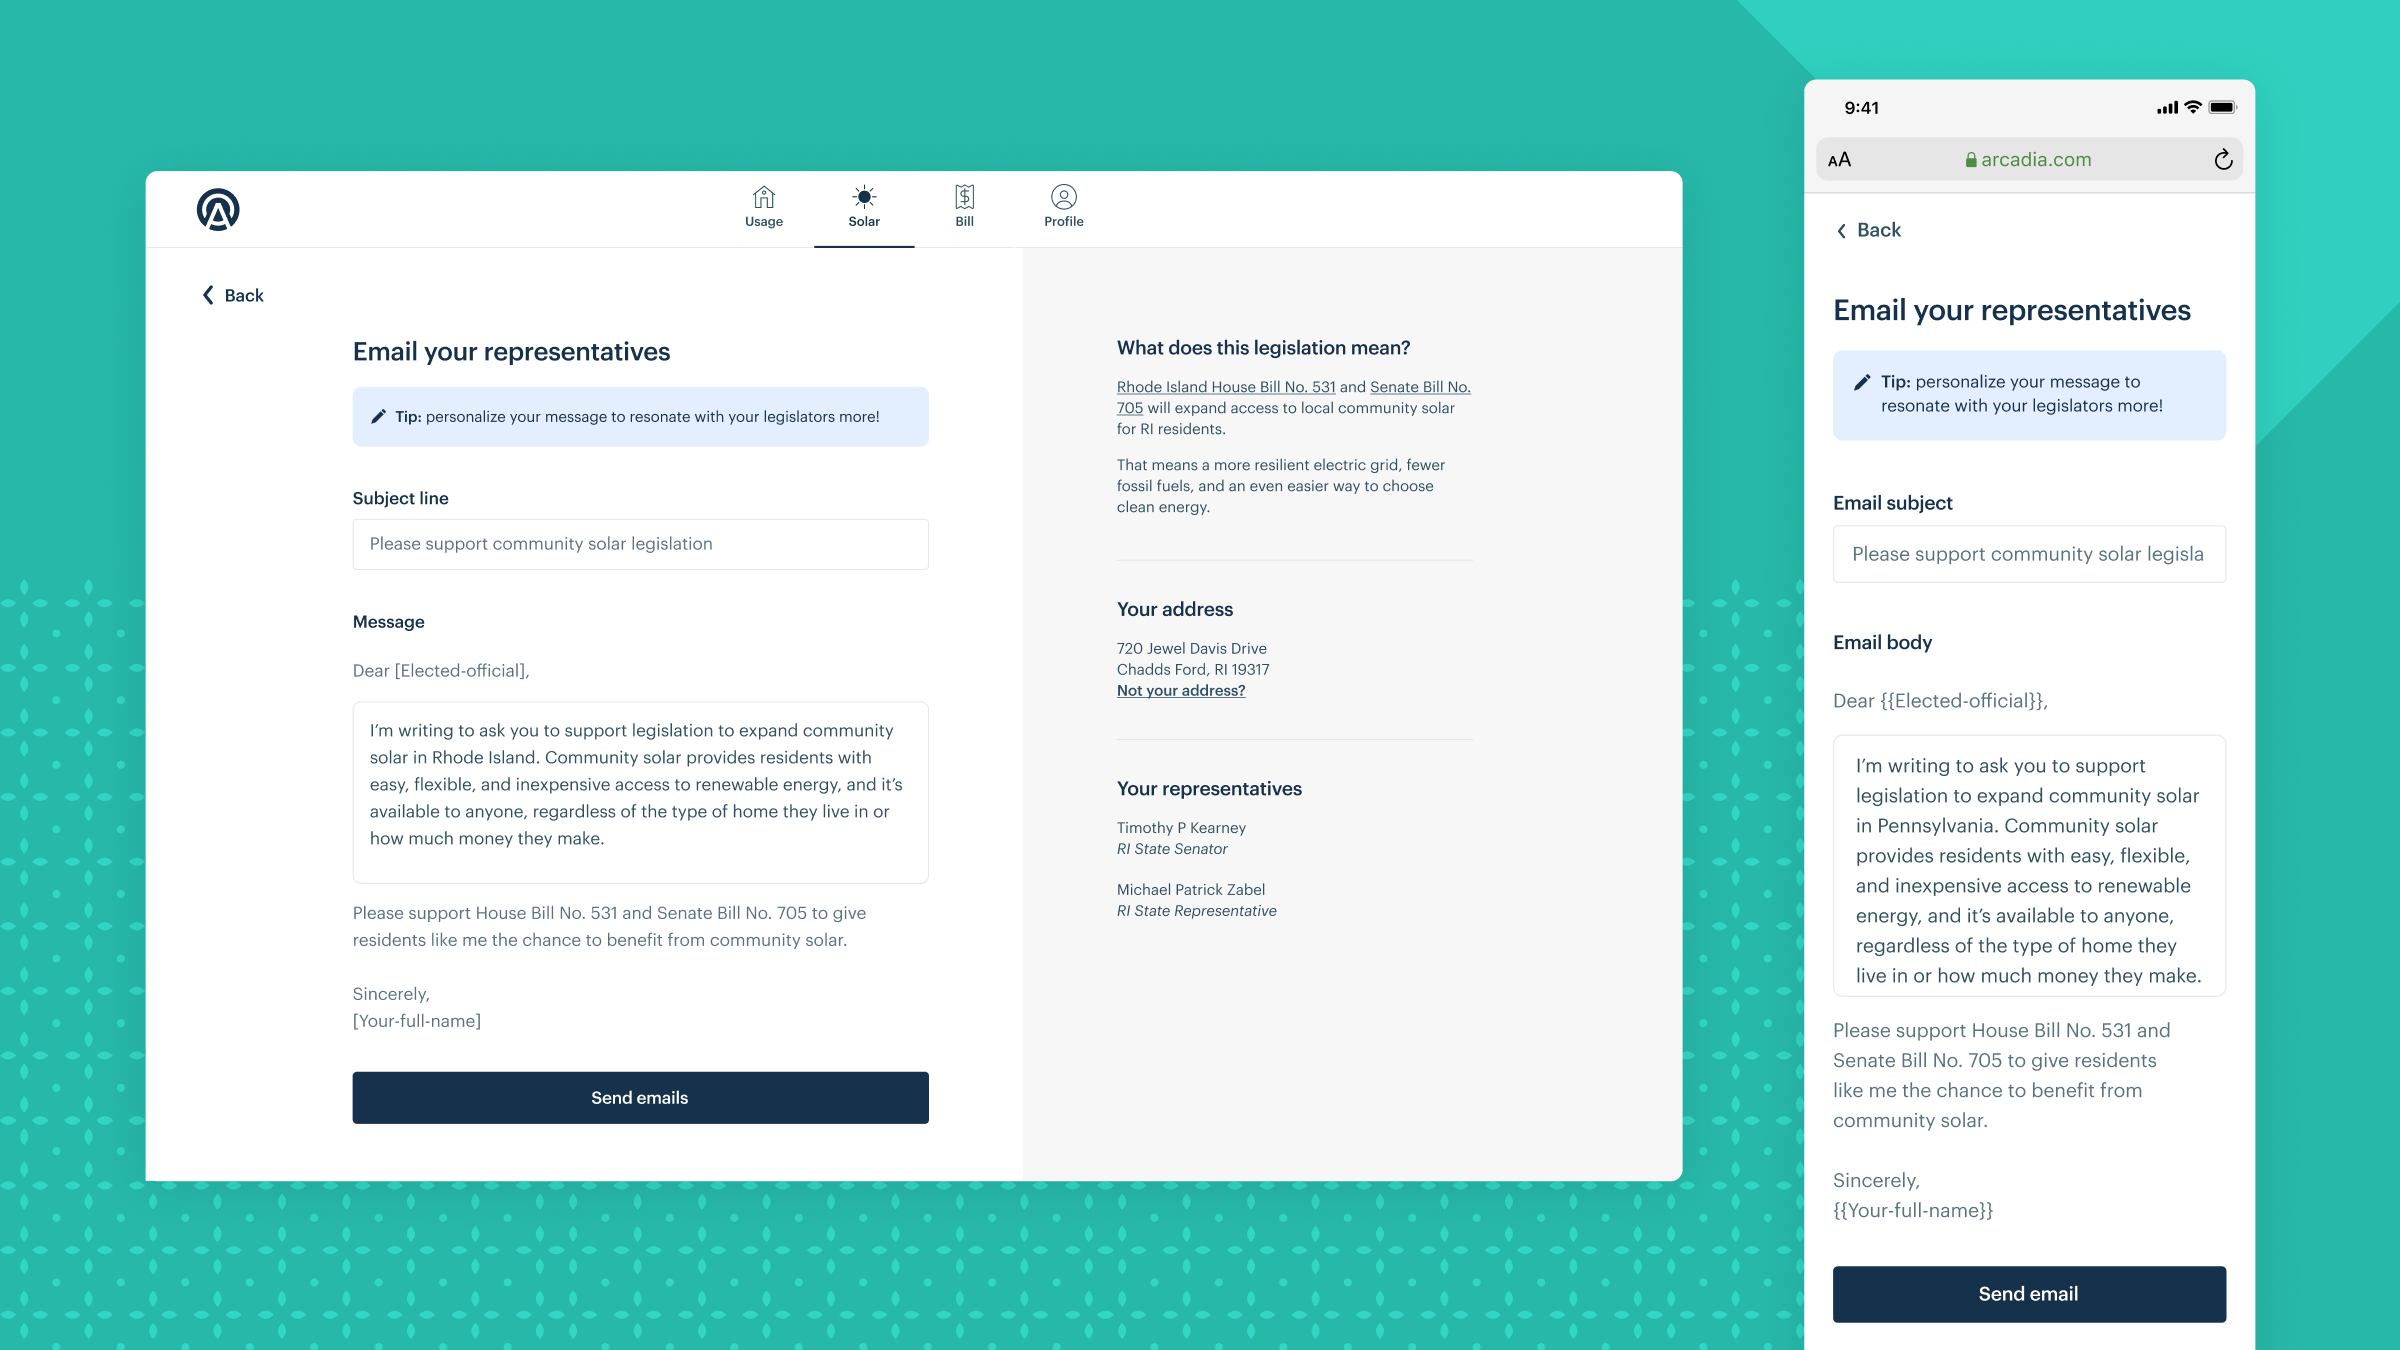 Usage
Solar
Bill
Profile
Back
Email your representatives
Tip: personalize your message to resonate with your legislators more!
Subject line
Please support community solar legislation
Message
Dear [Elected-official],
I'm writing to ask you to support legislation to expand community
solar in Rhode Island. Community solar provides residents with
easy, flexible, and inexpensive access to renewable energy, and it's
available to anyone, regardless of the type of home they live in or
how much money they make.
Please support House Bill No. 531 and Senate Bill No. 705 to give
residents like me the chance to benefit from community solar.
Sincerely,
[Your-full-name]
Send emails
What does this legislation mean?
Rhode Island House Bill No. 531 and Senate Bill No.
705 will expand access to local community solar
for RI residents.
That means a more resilient electric grid, fewer
fossil fuels, and an even easier way to choose
clean energy.
Your address
720 Jewel Davis Drive
Chadds Ford, RI 19317
Not your address?
Your representatives
Timothy P Kearney
RI State Senator
Michael Patrick Zabel
RI State Representative
9:41
AA
arcadia.com
Back
Email your representatives
Tip: personalize your message to
resonate with your legislators more!
Email subject
Please support community solar legisla
Email body
Dear {{Elected-official}},
I'm writing to ask you to support
legislation to expand community solar
in Pennsylvania. Community solar
provides residents with easy, flexible,
and inexpensive access to renewable
energy, and it's available to anyone,
regardless of the type of home they
live in or how much money they make.
Please support House Bill No. 531 and
Senate Bill No. 705 to give residents
like me the chance to benefit from
community solar.
Sincerely,
{{Your-full-name}}
Send email